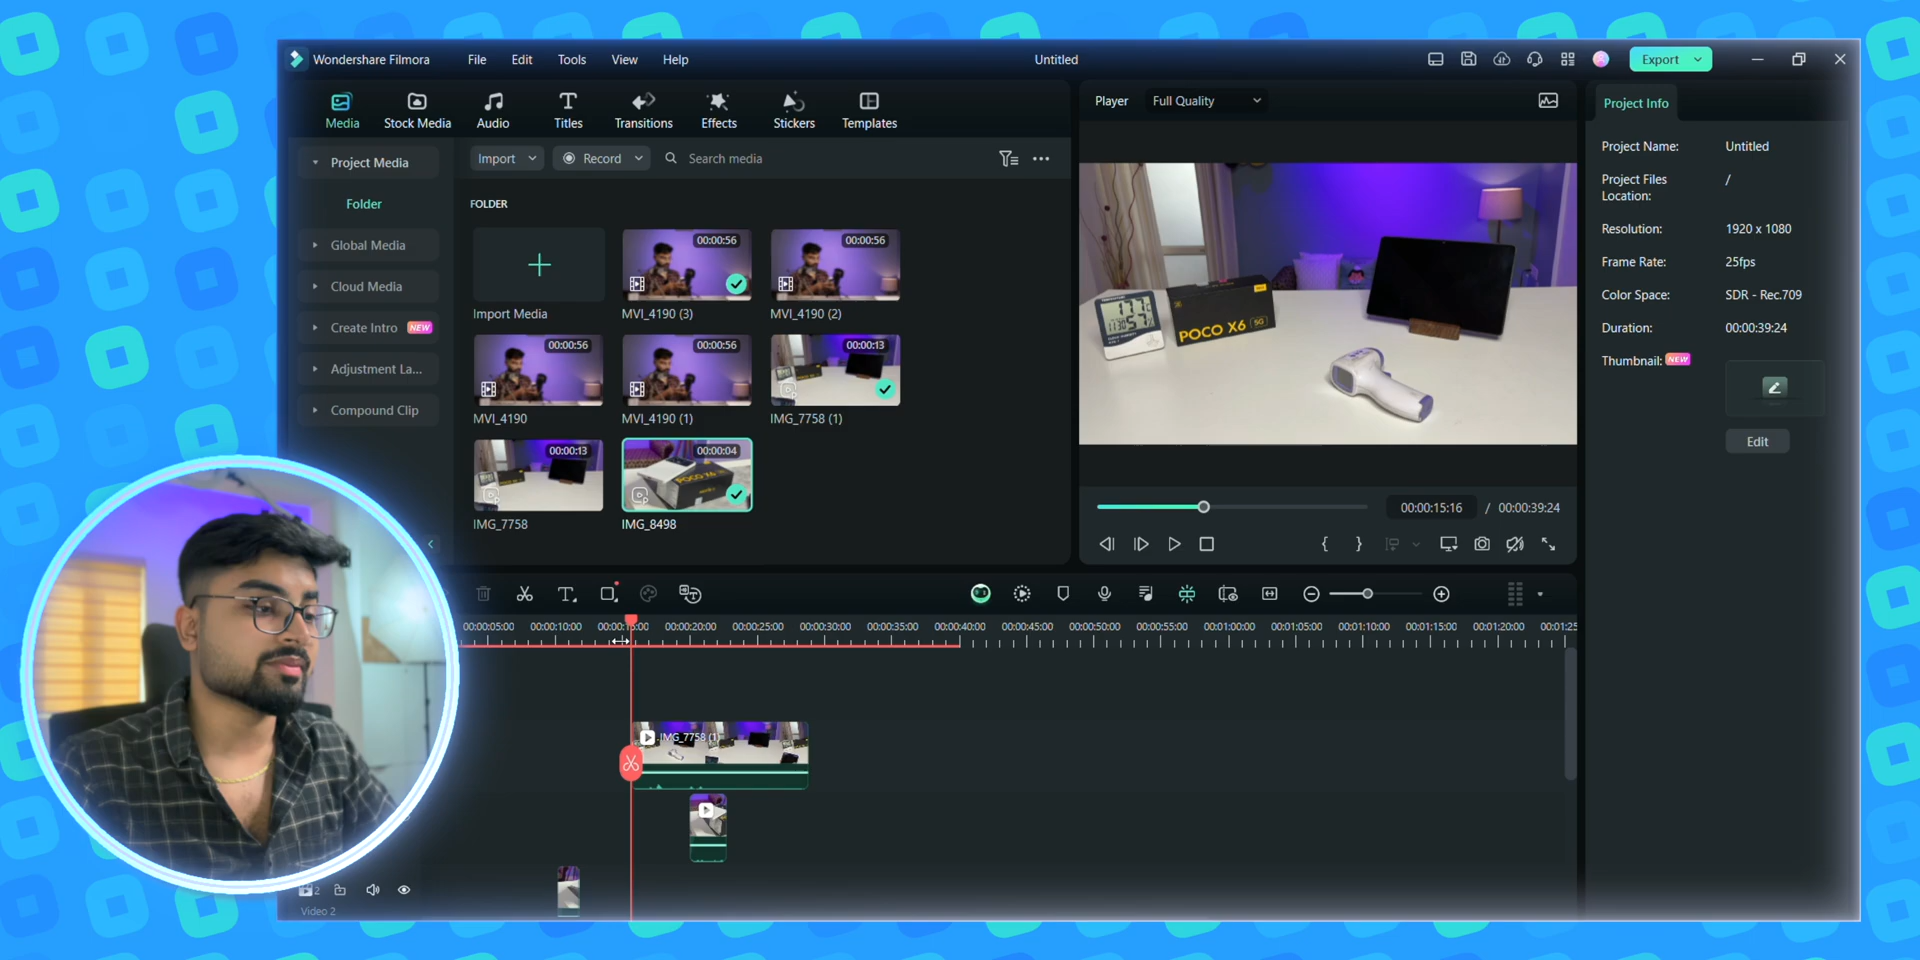 Wondershare Filmora
File
Edit
Tools
View
Help
Untitled
Export
Media
Stock Media
Audio
Titles
Transitions
Effects
Stickers
Templates
Player
Full Quality
Project Info
Project Media
Folder
Global Media
Cloud Media
Create Intro NEW
Adjustment La...
Compound Clip
Import
Record
Search media
FOLDER
Import Media
00:00:56
MVI_4190 (3)
00:00:56
MVI_4190 (2)
00:00:56
MVI_4190
00:00:56
MVI_4190 (1)
00:00:13
IMG_7758 (1)
00:00:13
IMG_7758
00:00:04
IMG_8498
POCO X6 5G
00:00:15:16 / 00:00:39:24
Project Name: Untitled
Project Files Location: /
Resolution: 1920 x 1080
Frame Rate: 25fps
Color Space: SDR - Rec.709
Duration: 00:00:39:24
Thumbnail: NEW
Edit
00:00:05:00 00:00:10:00 00:00:15:00 00:00:20:00 00:00:25:00 00:00:30:00 00:00:35:00 00:00:40:00 00:00:45:00 00:00:50:00 00:00:55:00 00:01:00:00 00:01:05:00 00:01:10:00 00:01:15:00 00:01:20:00 00:01:25
IMG_7758 (1)
2
Video 2